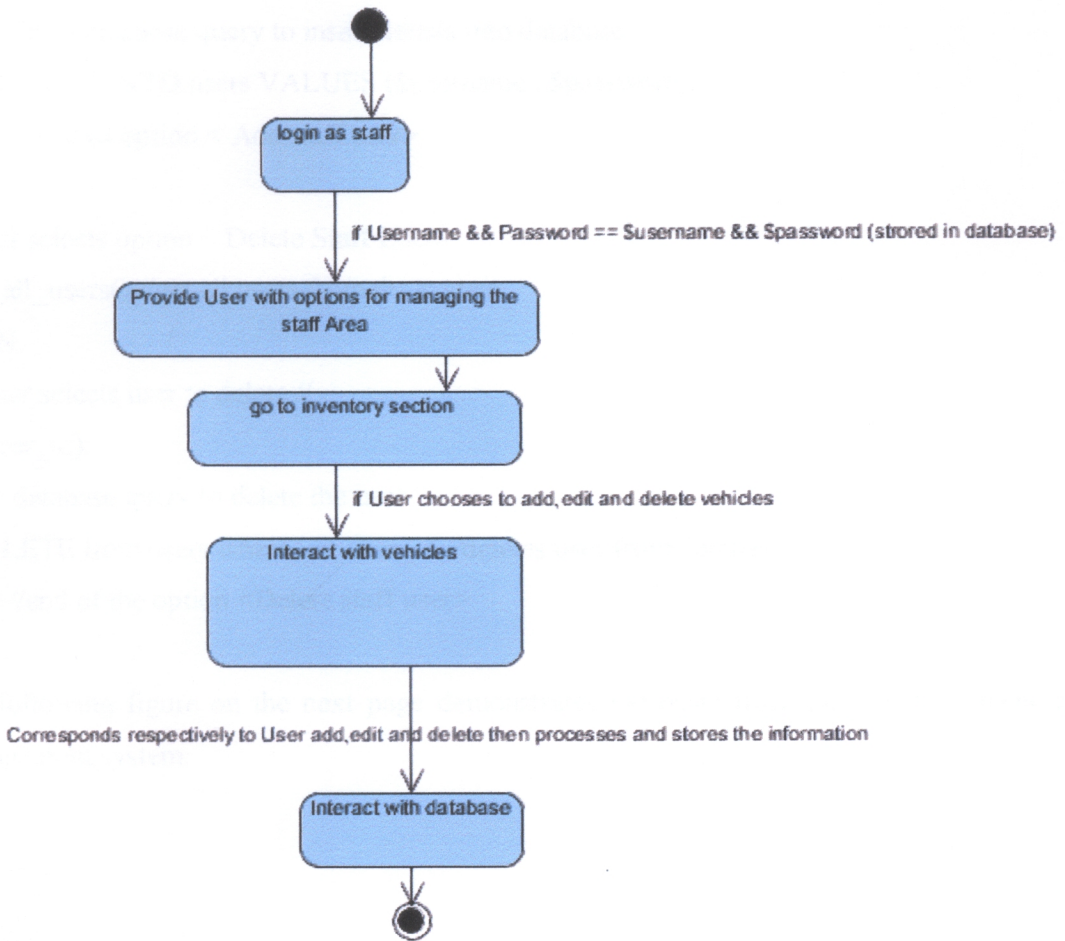 login as staff
if Username && Password == $username && $password (strored in database)
Provide User with options for managing the
staff Area
go to inventory section
if User chooses to add,edit and delete vehicles
Interact with vehicles
Corresponds respectively to User add,edit and delete then processes and stores the information
Interact with database